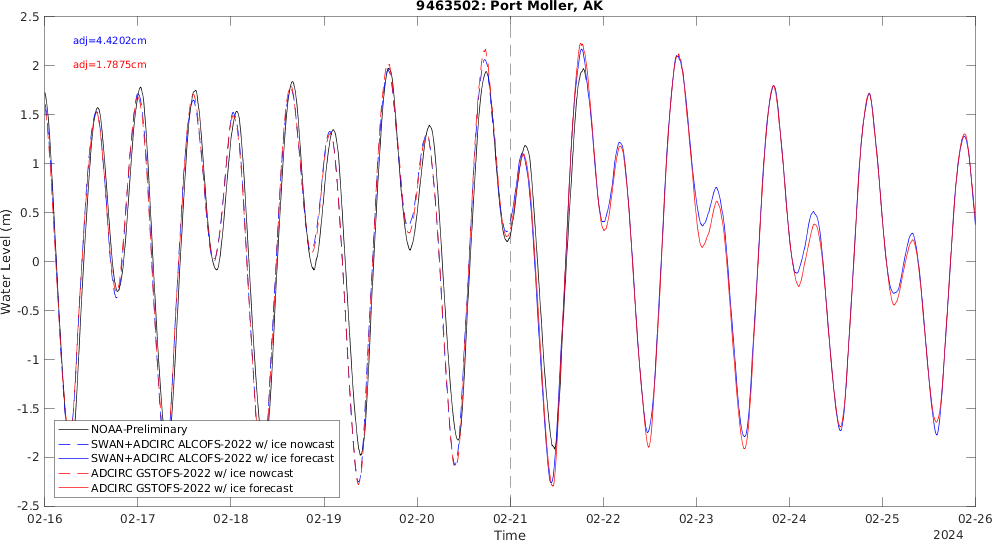 9463502: Port Moller, AK
adj=4.4202cm
adj=1.7875cm
2.5
2
1.5
1
0.5
0
-0.5
-1
-1.5
-2
-2.5
Water Level (m)
NOAA-Preliminary
SWAN+ADCIRC ALCOFS-2022 w/ ice nowcast
SWAN+ADCIRC ALCOFS-2022 w/ ice forecast
ADCIRC GSTOFS-2022 w/ ice nowcast
ADCIRC GSTOFS-2022 w/ ice forecast
02-16 02-17 02-18 02-19 02-20 02-21 02-22 02-23 02-24 02-25 02-26
Time
2024